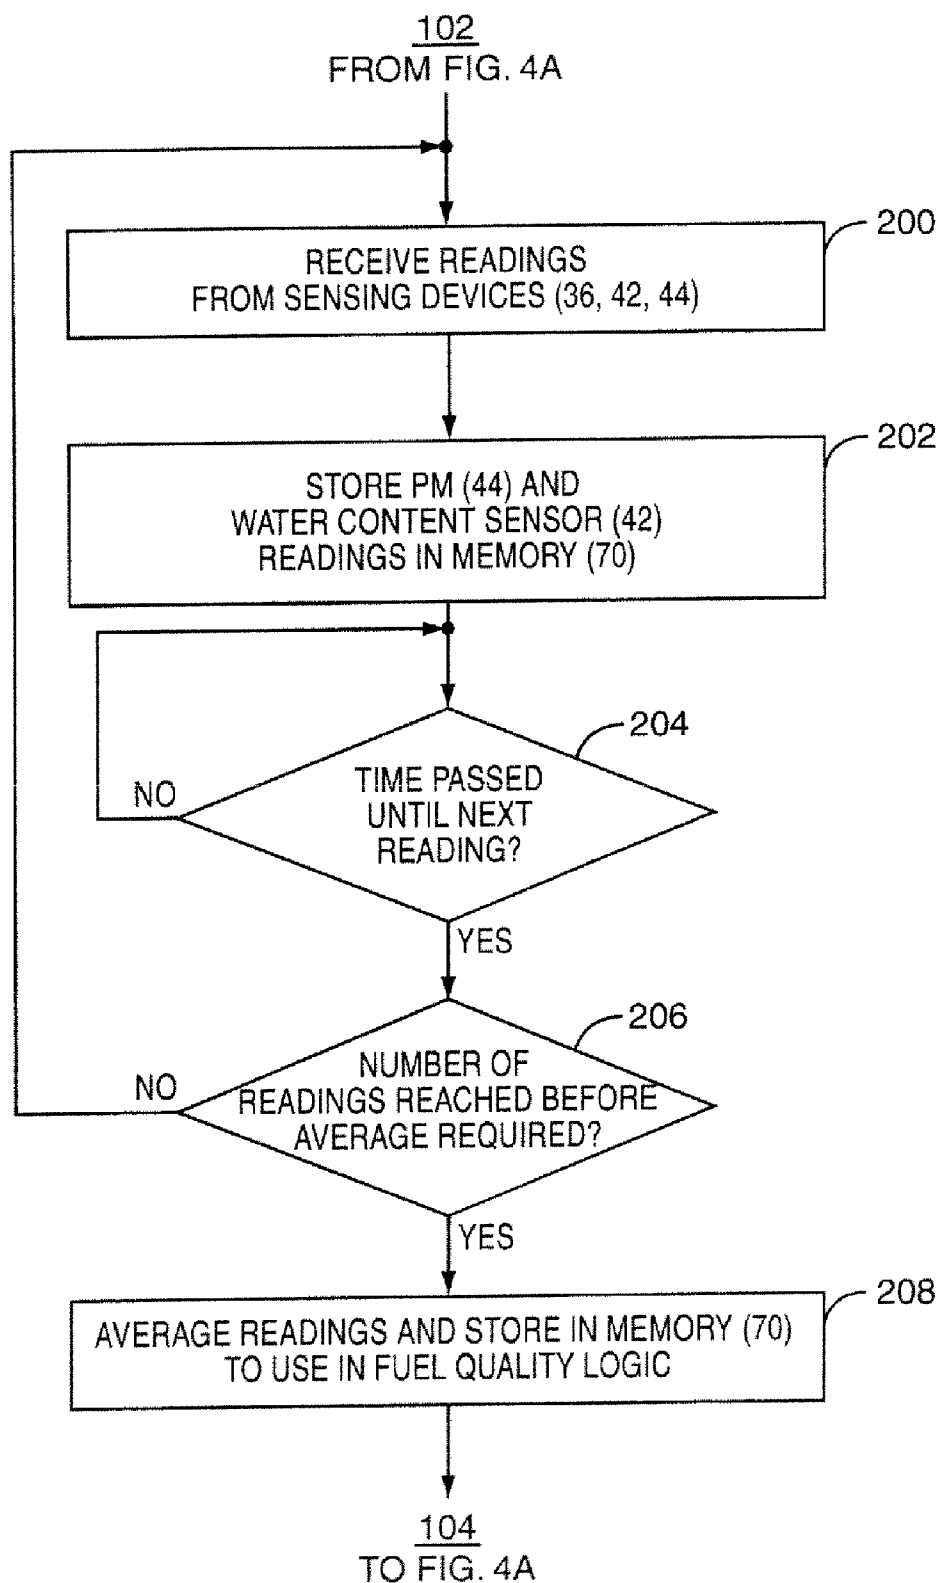 102
FROM FIG. 4A
200
RECEIVE READINGS
FROM SENSING DEVICES (36, 42, 44)
202
STORE PM (44) AND
WATER CONTENT SENSOR (42)
READINGS IN MEMORY (70)
204
TIME PASSED
UNTIL NEXT
READING?
NO
YES
206
NUMBER OF
READINGS REACHED BEFORE
AVERAGE REQUIRED?
NO
YES
208
AVERAGE READINGS AND STORE IN MEMORY (70)
TO USE IN FUEL QUALITY LOGIC
104
TO FIG. 4A